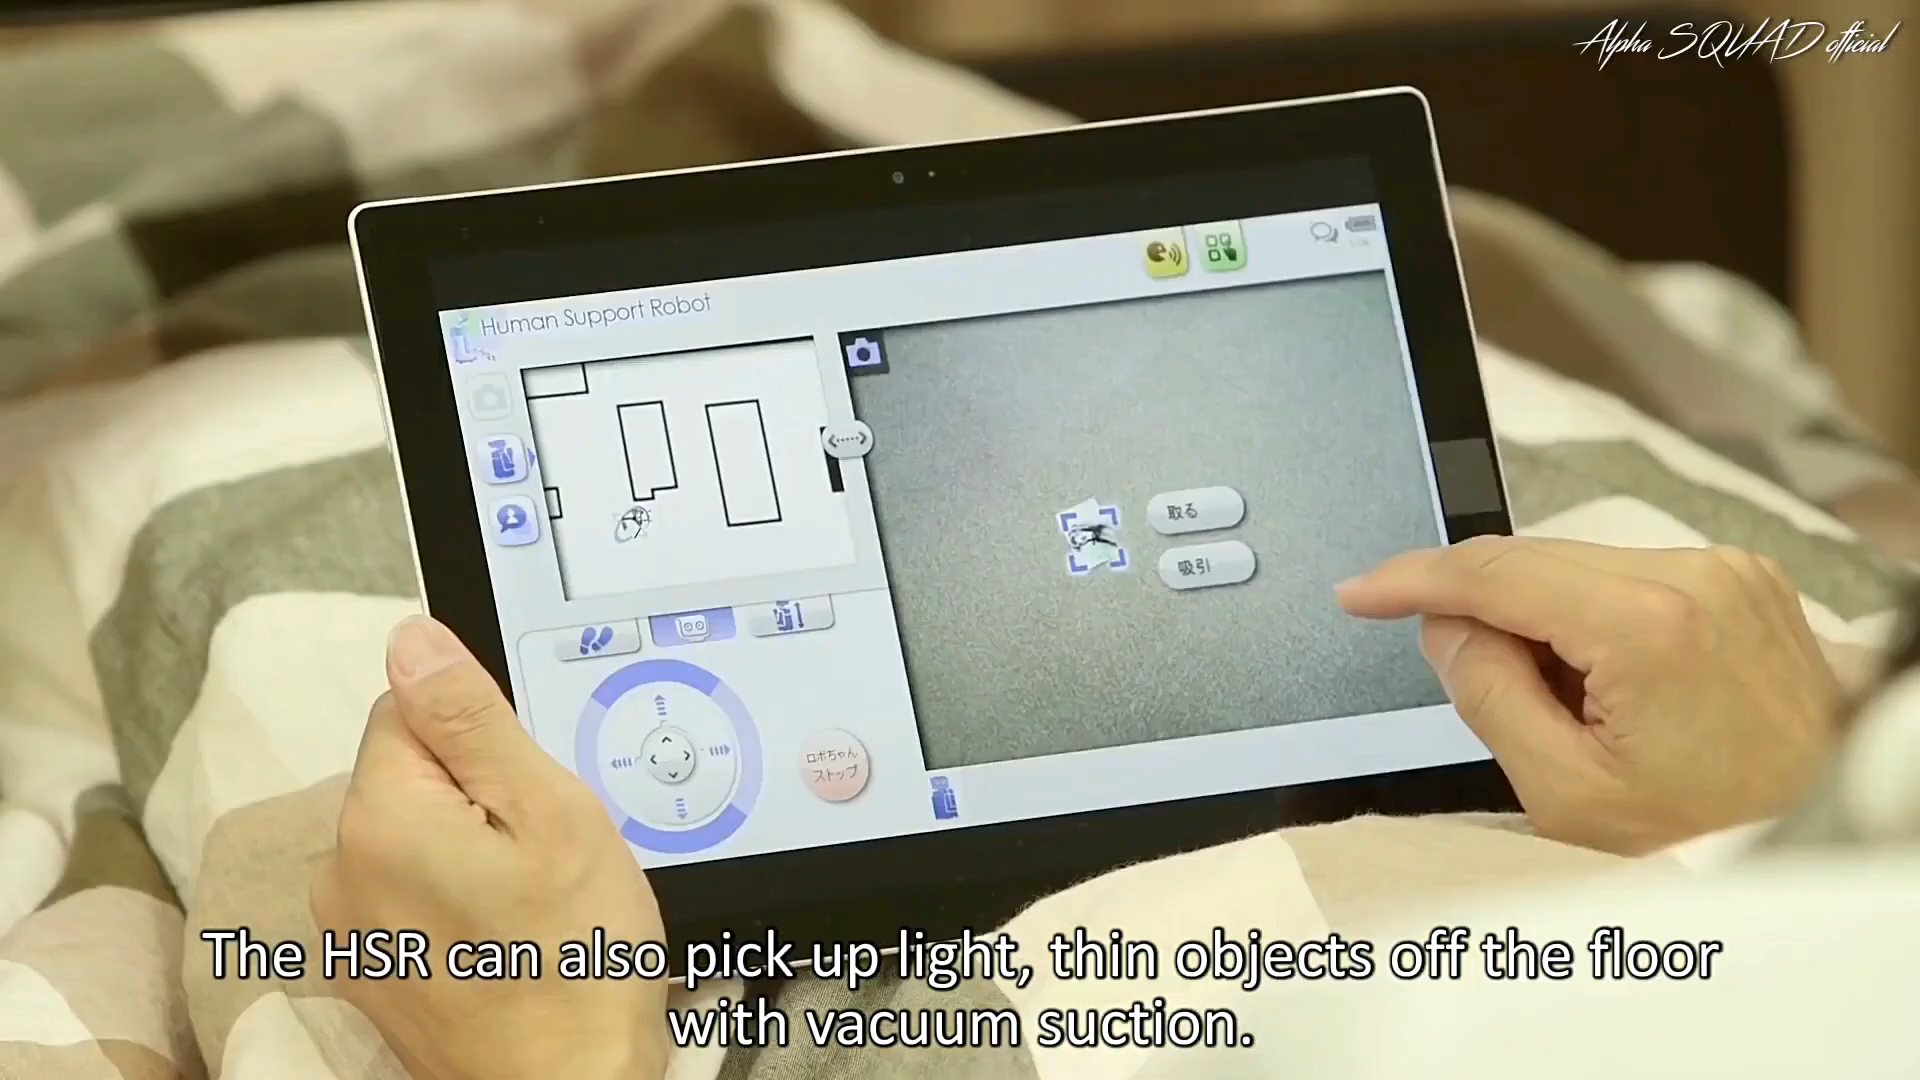 Alpha SQUAD official
Human Support Robot
取る
吸引
ロボちゃん
ストップ
The HSR can also pick up light, thin objects off the floor
with vacuum suction.